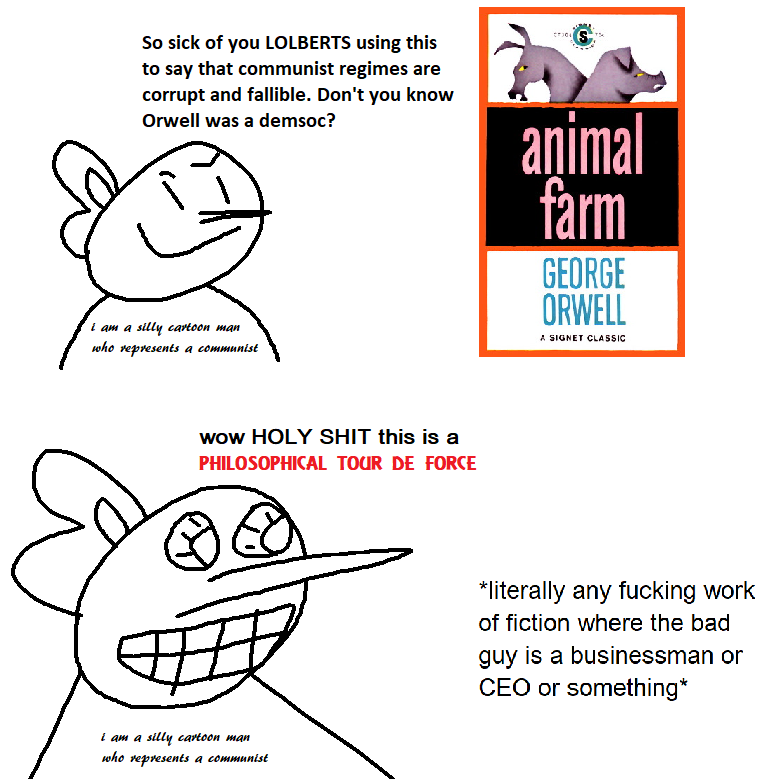 So sick of you LOLBERTS using this
to say that communist regimes are
corrupt and fallible. Don't you know
Orwell was a demsoc?
animal
farm
GEORGE
ORWELL
A SIGNET CLASSIC
i am a silly cartoon man
who represents a communist
wow HOLY SHIT this is a
PHILOSOPHICAL TOUR DE FORCE
*literally any fucking work
of fiction where the bad
guy is a businessman or
CEO or something*
i am a silly cartoon man
who represents a communist